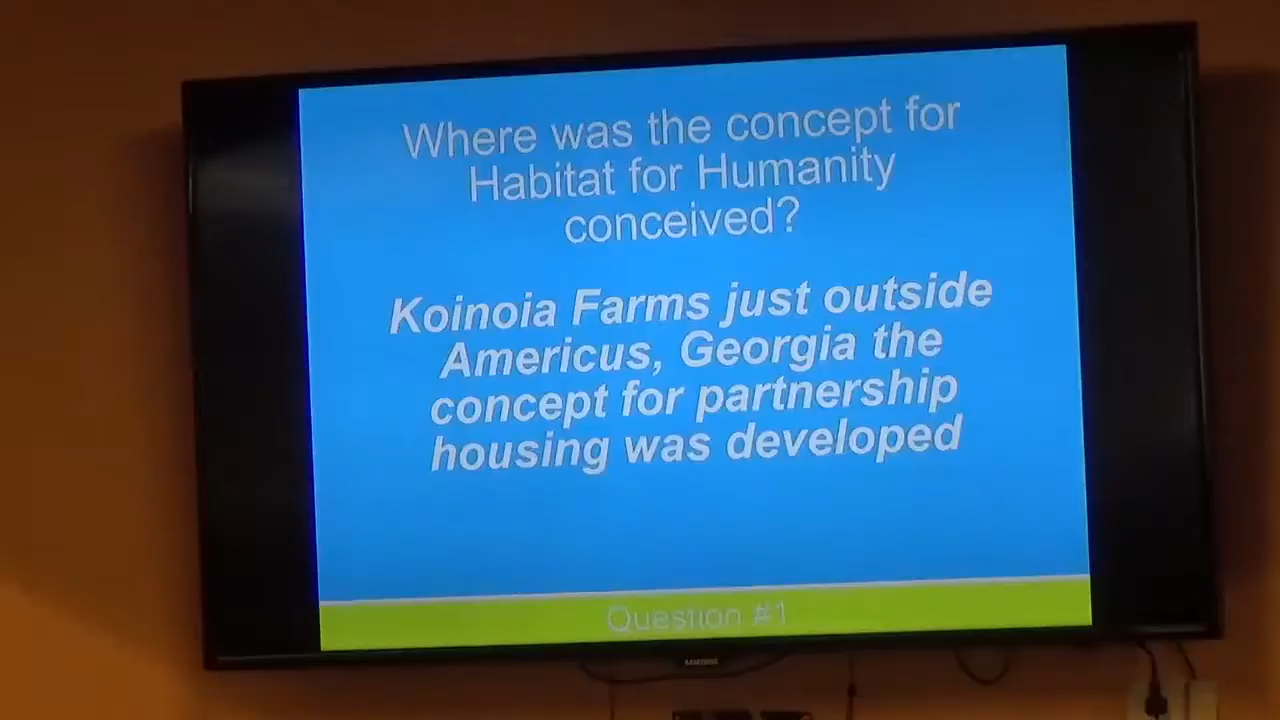 Where was the concept for
Habitat for Humanity
conceived?
Koinoia Farms just outside
Americus, Georgia the
concept for partnership
housing was developed
Question #1
SAMSUNG